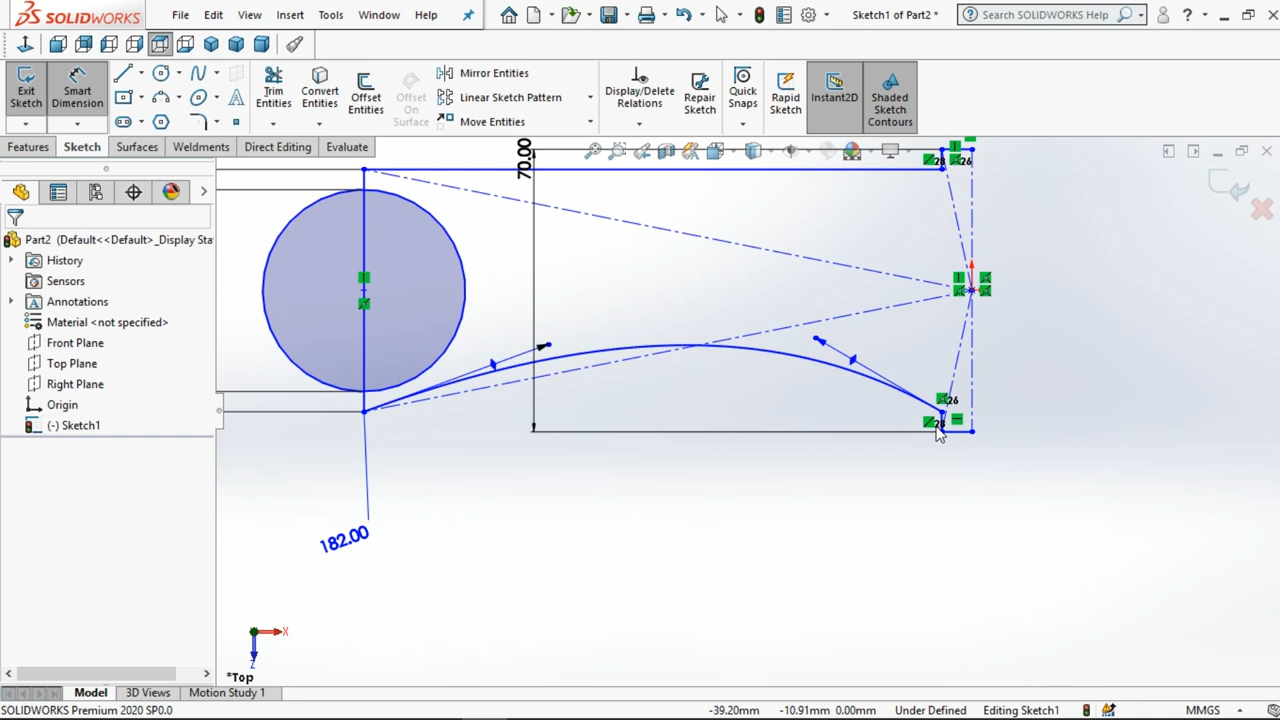 SOLIDWORKS File Edit View Insert Tools Window Help Sketch1 of Part2 * Search SOLIDWORKS Help ?
Exit Sketch
Smart Dimension
Trim Entities
Convert Entities
Offset Entities
Offset On Surface
Mirror Entities
Linear Sketch Pattern
Move Entities
Display/Delete Relations
Repair Sketch
Quick Snaps
Rapid Sketch
Instant2D
Shaded Sketch Contours
Features Sketch Surfaces Weldments Direct Editing Evaluate
Part2 (Default<<Default>_Display Sta
History
Sensors
Annotations
Material <not specified>
Front Plane
Top Plane
Right Plane
Origin
(-) Sketch1
70.00
28 26
26
28
182.00
X
Z
*Top
Model 3D Views Motion Study 1
SOLIDWORKS Premium 2020 SP0.0 -39.20mm -10.91mm 0.00mm Under Defined Editing Sketch1 MMGS